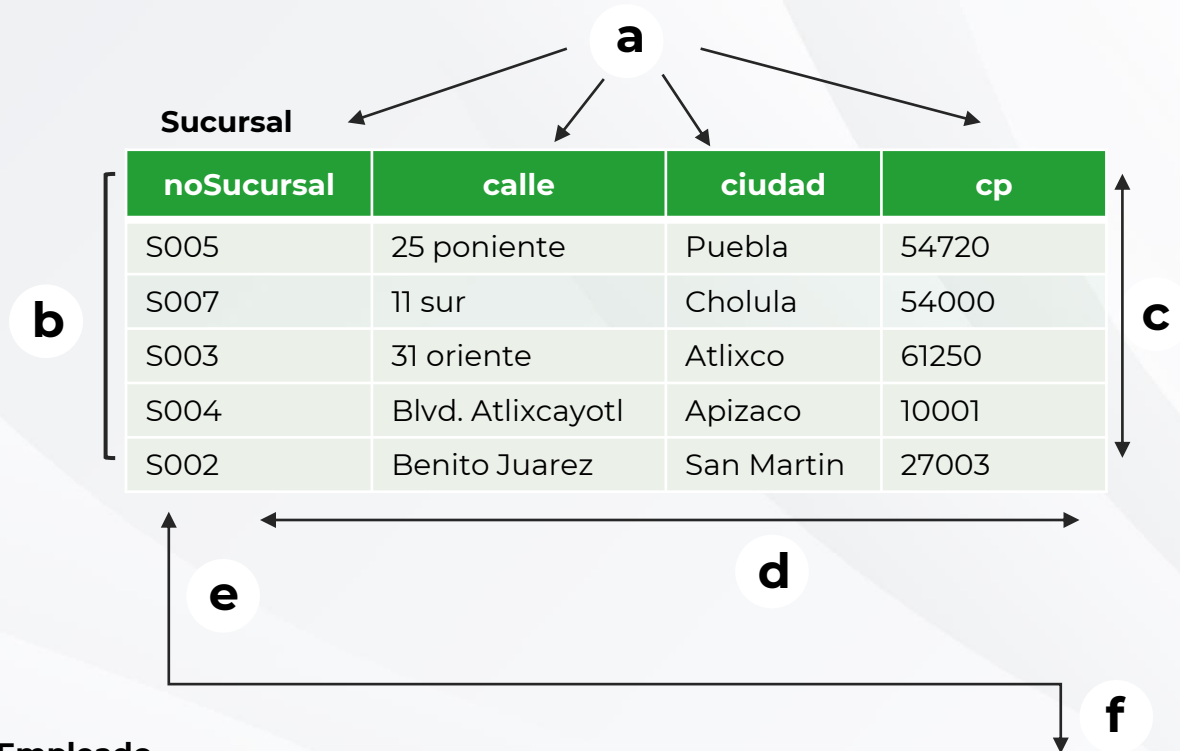 a
Sucursal
noSucursal calle ciudad cp
S005 25 poniente Puebla 54720
S007 11 sur Cholula 54000
S003 31 oriente Atlixco 61250
S004 Blvd. Atlixcayotl Apizaco 10001
S002 Benito Juarez San Martin 27003
b
c
d
e
f
Empleado